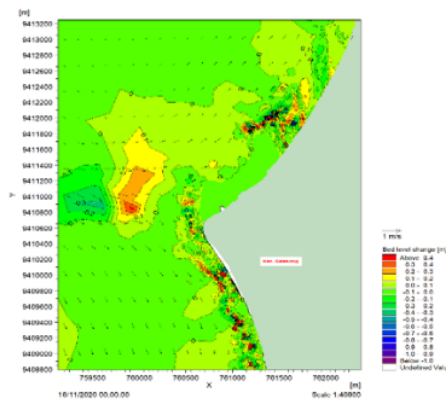 [m]
9413200
9413000
9412800
9412600
9412400
9412200
9412000
9411800
9411600
9411400
9411200
9411000
9410800
9410600
9410400
9410200
9410000
9409800
9409600
9409400
9409200
9409000
9408800
Y
759500
760000
760500
761000
761500
762000
[m]
X
18/11/2020 00.00.00
Scale 1:40800
1 m/s
Bed level change [m]
Above 0.4
0.3 - 0.4
0.2 - 0.3
0.1 - 0.2
0.0 - 0.1
-0.1 - 0.0
-0.2 - -0.1
-0.3 - -0.2
-0.4 - -0.3
-0.5 - -0.4
-0.6 - -0.5
-0.7 - -0.6
-0.8 - -0.7
-0.9 - -0.8
-1.0 - -0.9
Below -1.0
Undefined Value